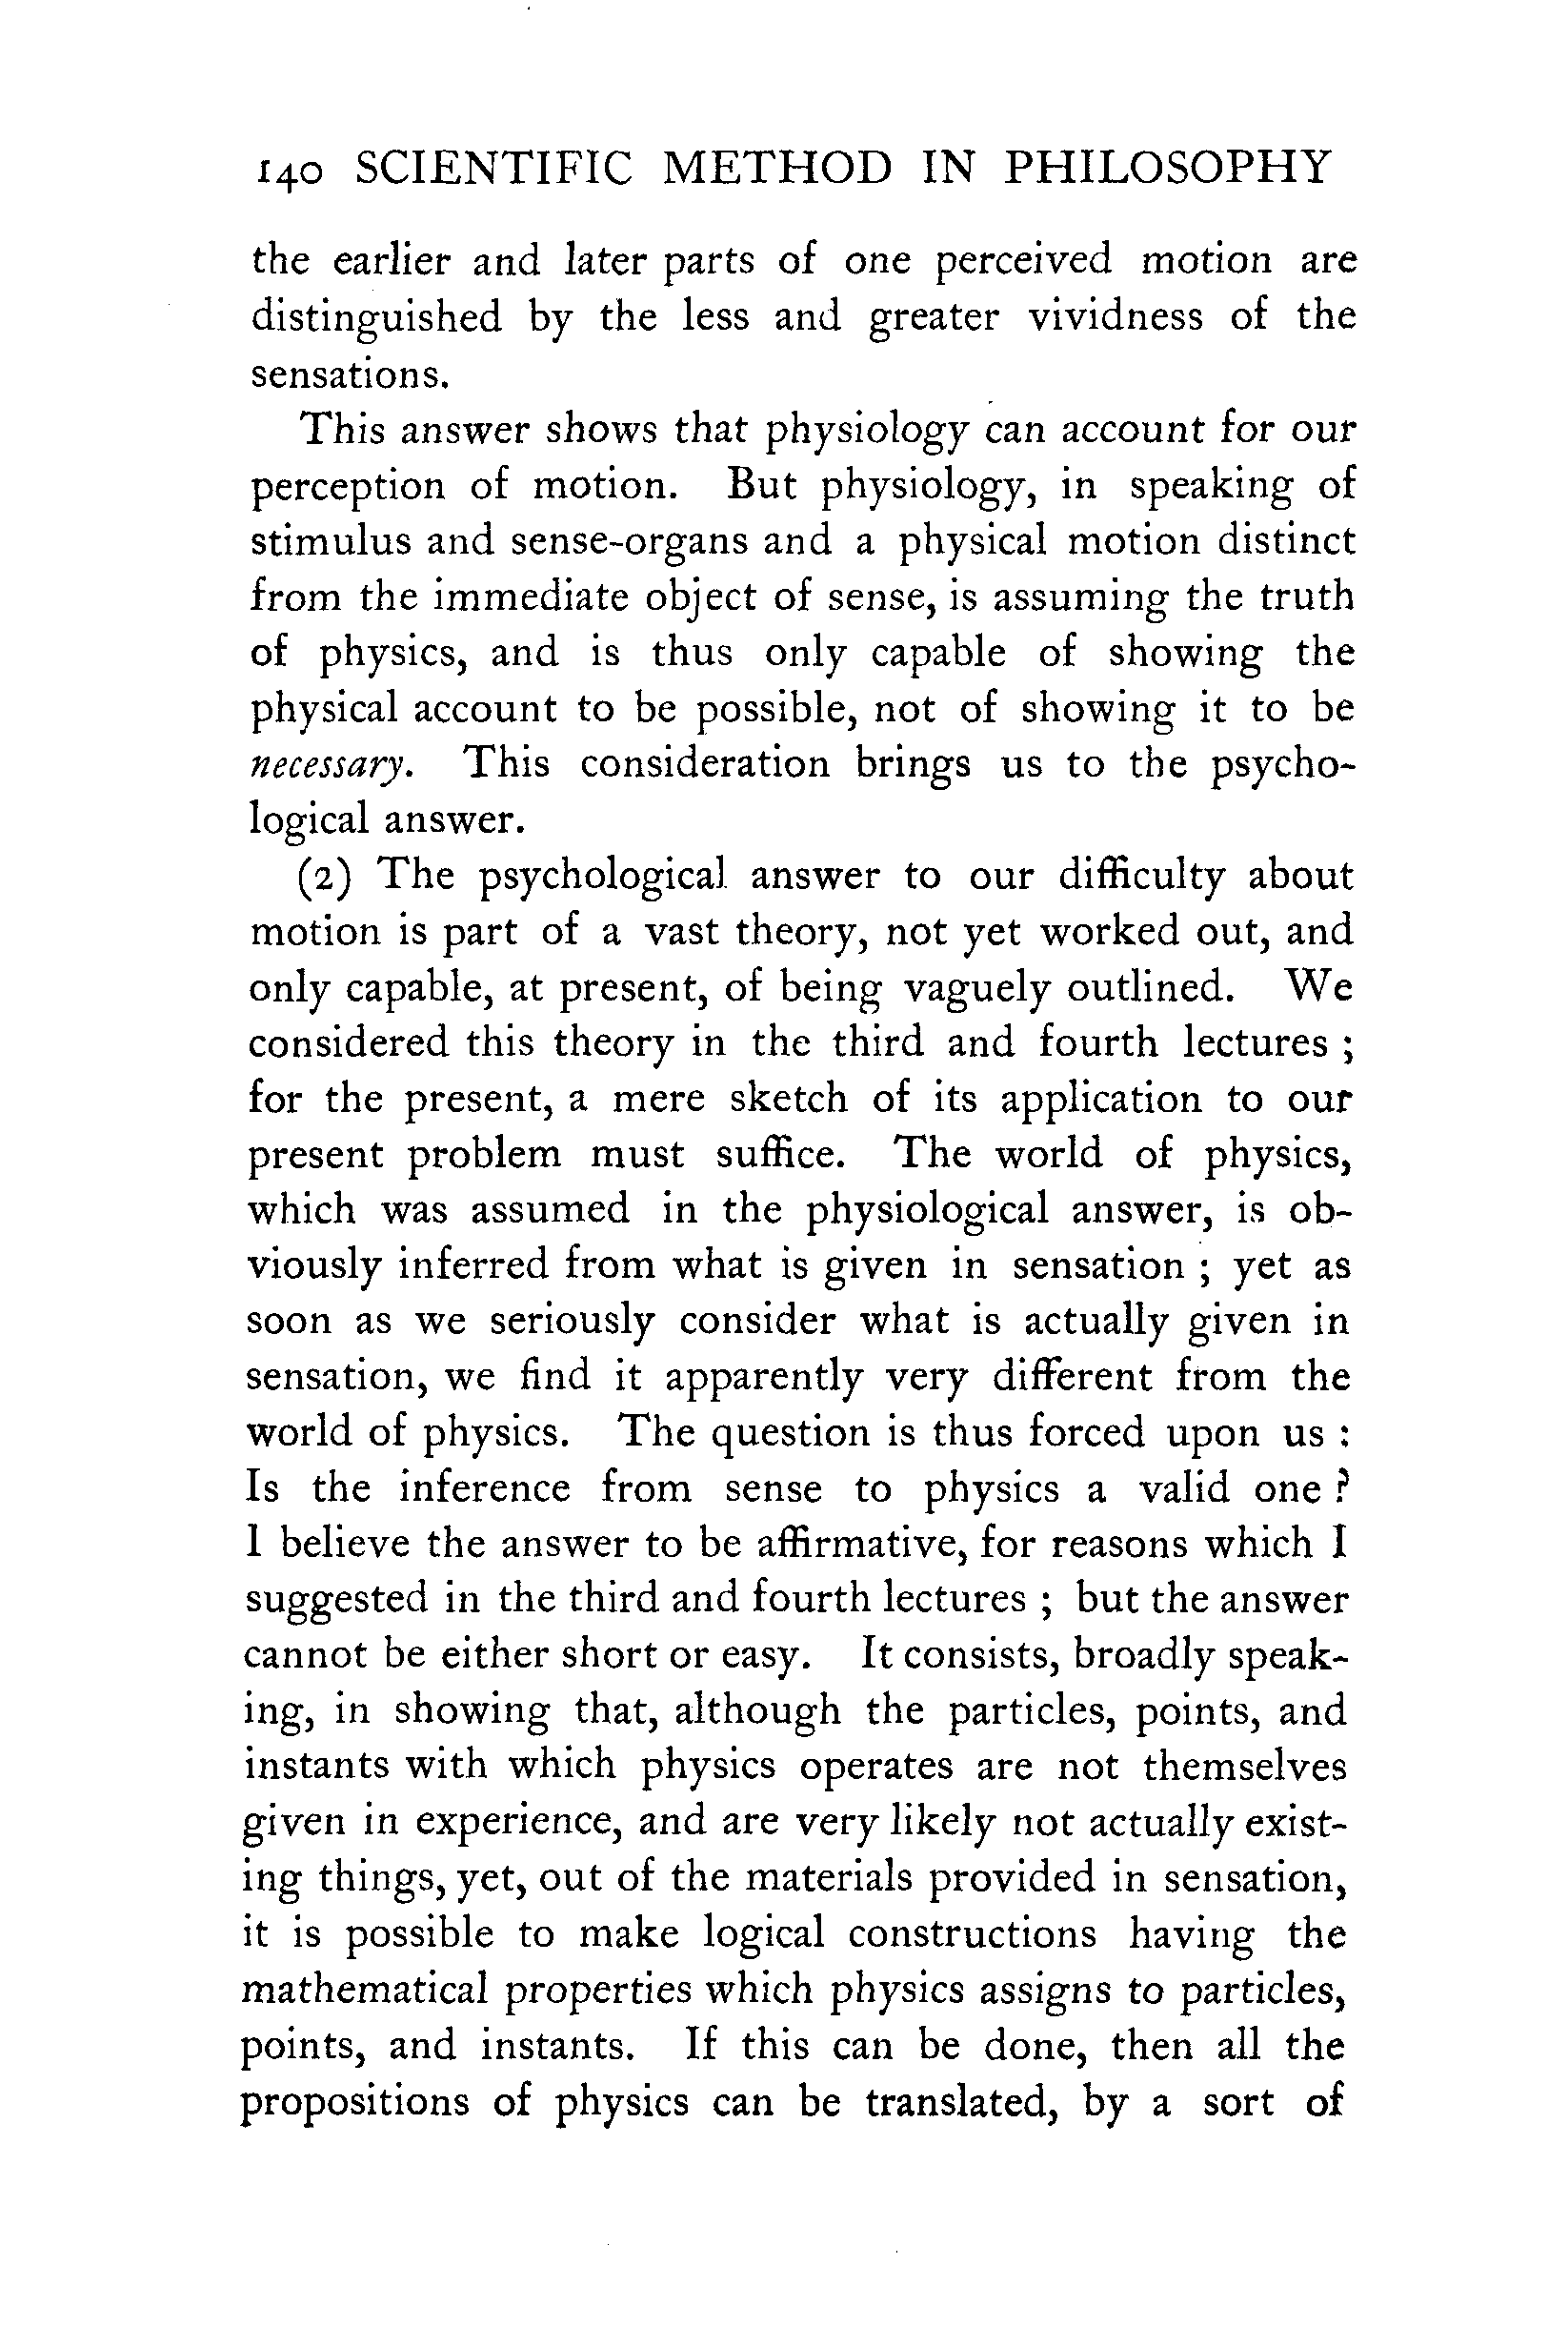 140 SCIENTIFIC METHOD IN PHILOSOPHY
the earlier and later parts of one perceived motion are
distinguished by the less and greater vividness of the
sensations.
This answer shows that physiology can account for our
perception of motion. But physiology, in speaking of
stimulus and sense-organs and a physical motion distinct
from the immediate object of sense, is assuming the truth
of physics, and is thus only capable of showing the
physical account to be possible, not of showing it to be
necessary. This consideration brings us to the psycho-
logical answer.
(2) The psychological answer to our difficulty about
motion is part of a vast theory, not yet worked out, and
only capable, at present, of being vaguely outlined. We
considered this theory in the third and fourth lectures ;
for the present, a mere sketch of its application to our
present problem must suffice. The world of physics,
which was assumed in the physiological answer, is ob-
viously inferred from what is given in sensation ; yet as
soon as we seriously consider what is actually given in
sensation, we find it apparently very different from the
world of physics. The question is thus forced upon us :
Is the inference from sense to physics a valid one ?
I believe the answer to be affirmative, for reasons which I
suggested in the third and fourth lectures ; but the answer
cannot be either short or easy. It consists, broadly speak-
ing, in showing that, although the particles, points, and
instants with which physics operates are not themselves
given in experience, and are very likely not actually exist-
ing things, yet, out of the materials provided in sensation,
it is possible to make logical constructions having the
mathematical properties which physics assigns to particles,
points, and instants. If this can be done, then all the
propositions of physics can be translated, by a sort of